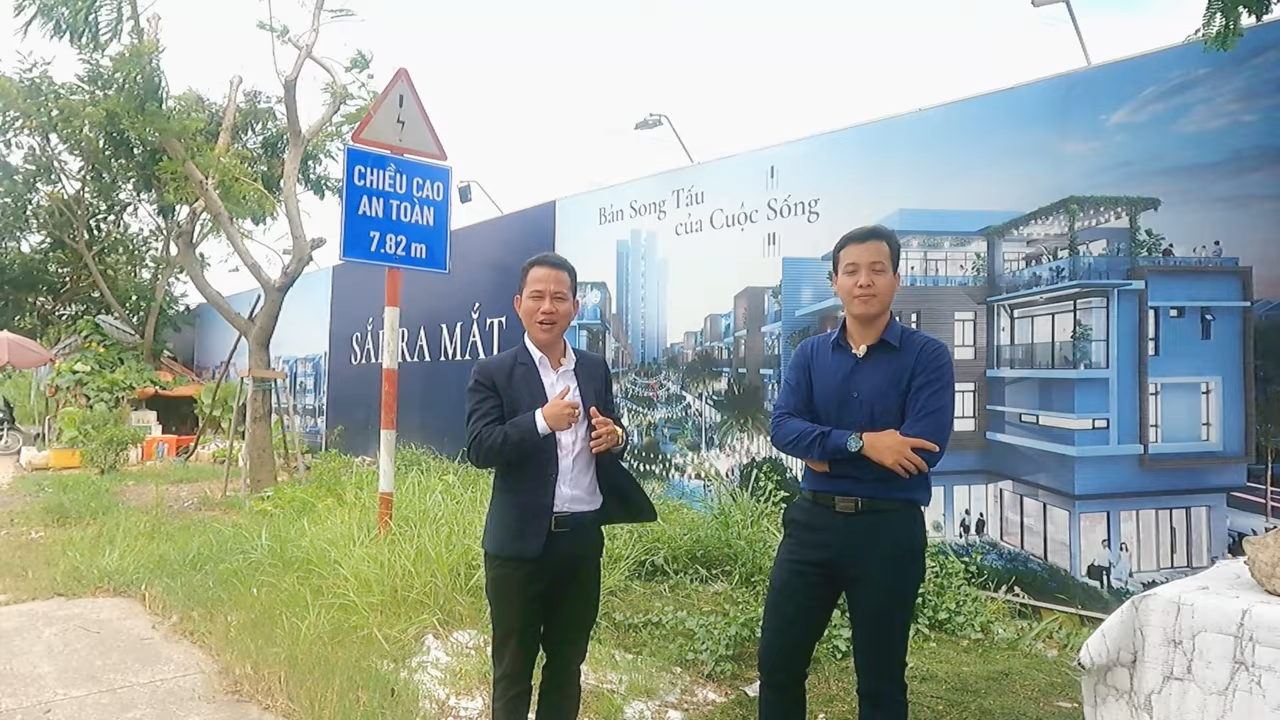 CHIỀU CAO
AN TOÀN
7.82 m
Bản Song Tấu
của Cuộc Sống
SẮP RA MẮT